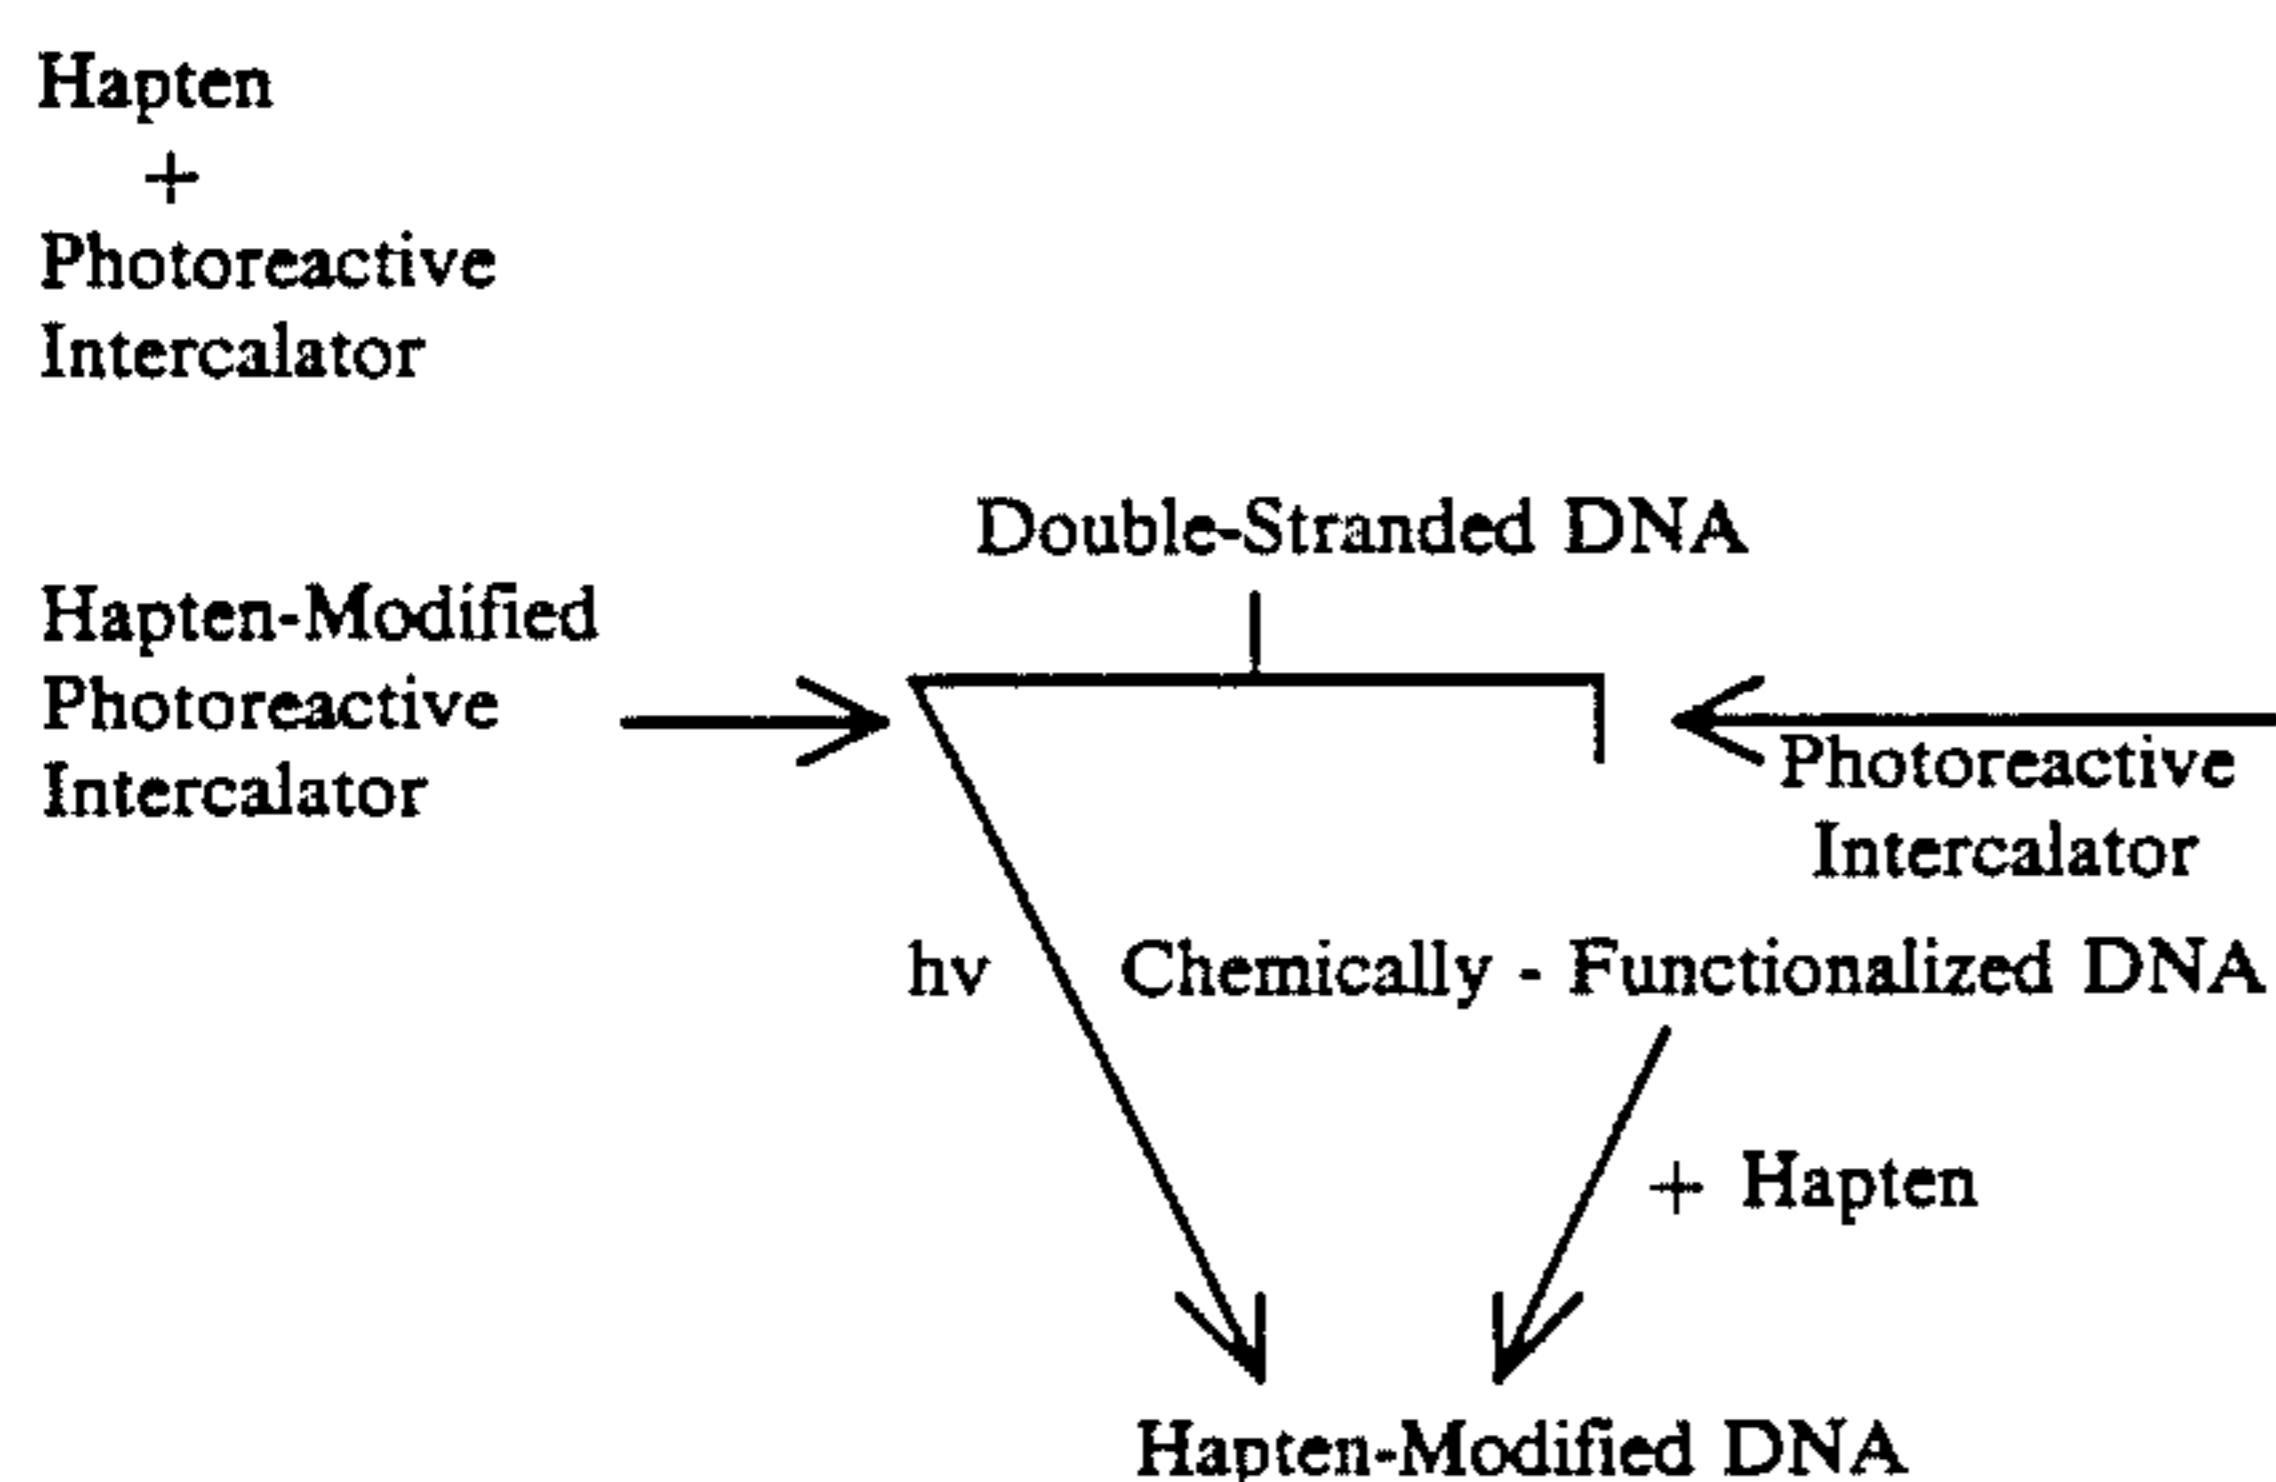 Hapten
+
Photoreactive
Intercalator
Double-Stranded DNA
Hapten-Modified
Photoreactive
Intercalator
Photoreactive
Intercalator
hν
Chemically - Functionalized DNA
+ Hapten
Hapten-Modified DNA